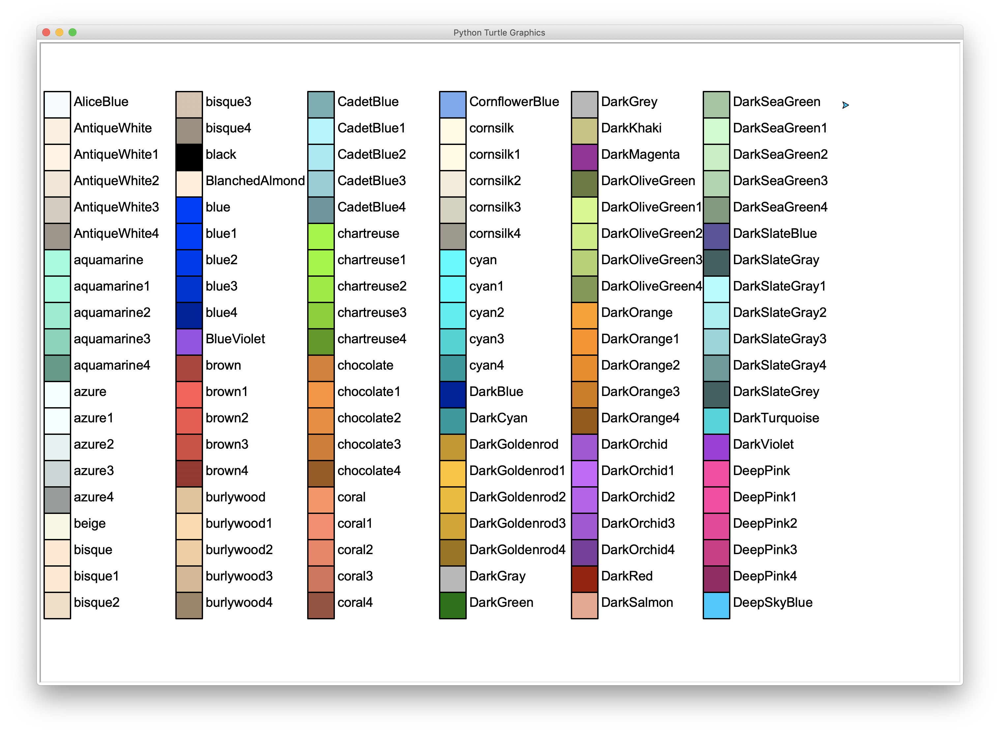 Python Turtle Graphics
AliceBlue
AntiqueWhite
AntiqueWhite1
AntiqueWhite2
AntiqueWhite3
AntiqueWhite4
aquamarine
aquamarine1
aquamarine2
aquamarine3
aquamarine4
azure
azure1
azure2
azure3
azure4
beige
bisque
bisque1
bisque2
bisque3
bisque4
black
BlanchedAlmond
blue
blue1
blue2
blue3
blue4
BlueViolet
brown
brown1
brown2
brown3
brown4
burlywood
burlywood1
burlywood2
burlywood3
burlywood4
CadetBlue
CadetBlue1
CadetBlue2
CadetBlue3
CadetBlue4
chartreuse
chartreuse1
chartreuse2
chartreuse3
chartreuse4
chocolate
chocolate1
chocolate2
chocolate3
chocolate4
coral
coral1
coral2
coral3
coral4
CornflowerBlue
cornsilk
cornsilk1
cornsilk2
cornsilk3
cornsilk4
cyan
cyan1
cyan2
cyan3
cyan4
DarkBlue
DarkCyan
DarkGoldenrod
DarkGoldenrod1
DarkGoldenrod2
DarkGoldenrod3
DarkGoldenrod4
DarkGray
DarkGreen
DarkGrey
DarkKhaki
DarkMagenta
DarkOliveGreen
DarkOliveGreen1
DarkOliveGreen2
DarkOliveGreen3
DarkOliveGreen4
DarkOrange
DarkOrange1
DarkOrange2
DarkOrange3
DarkOrange4
DarkOrchid
DarkOrchid1
DarkOrchid2
DarkOrchid3
DarkOrchid4
DarkRed
DarkSalmon
DarkSeaGreen
DarkSeaGreen1
DarkSeaGreen2
DarkSeaGreen3
DarkSeaGreen4
DarkSlateBlue
DarkSlateGray
DarkSlateGray1
DarkSlateGray2
DarkSlateGray3
DarkSlateGray4
DarkSlateGrey
DarkTurquoise
DarkViolet
DeepPink
DeepPink1
DeepPink2
DeepPink3
DeepPink4
DeepSkyBlue